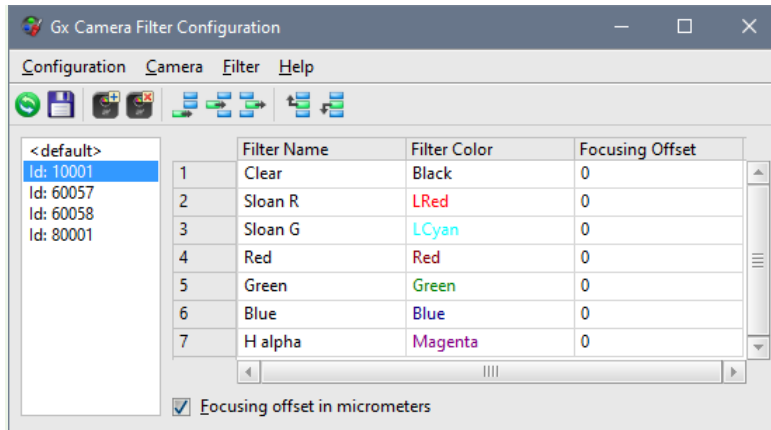 Gx Camera Filter Configuration
Configuration Camera Filter Help
<default>
Id: 10001
Id: 60057
Id: 60058
Id: 80001
Filter Name Filter Color Focusing Offset
1 Clear Black 0
2 Sloan R LRed 0
3 Sloan G LCyan 0
4 Red Red 0
5 Green Green 0
6 Blue Blue 0
7 H alpha Magenta 0
Focusing offset in micrometers